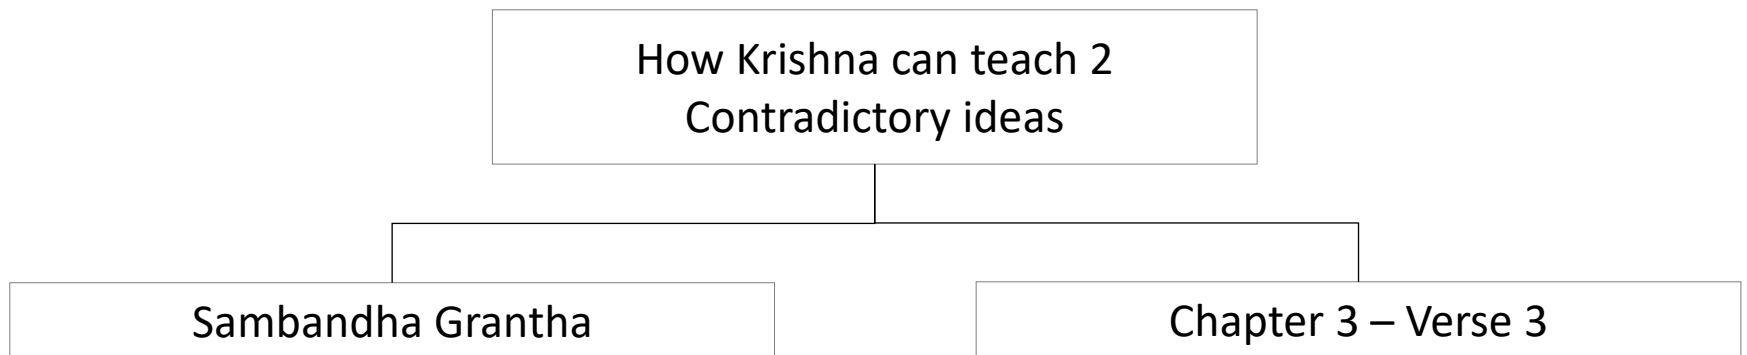 How Krishna can teach 2
Contradictory ideas
Sambandha Grantha
Chapter 3 – Verse 3